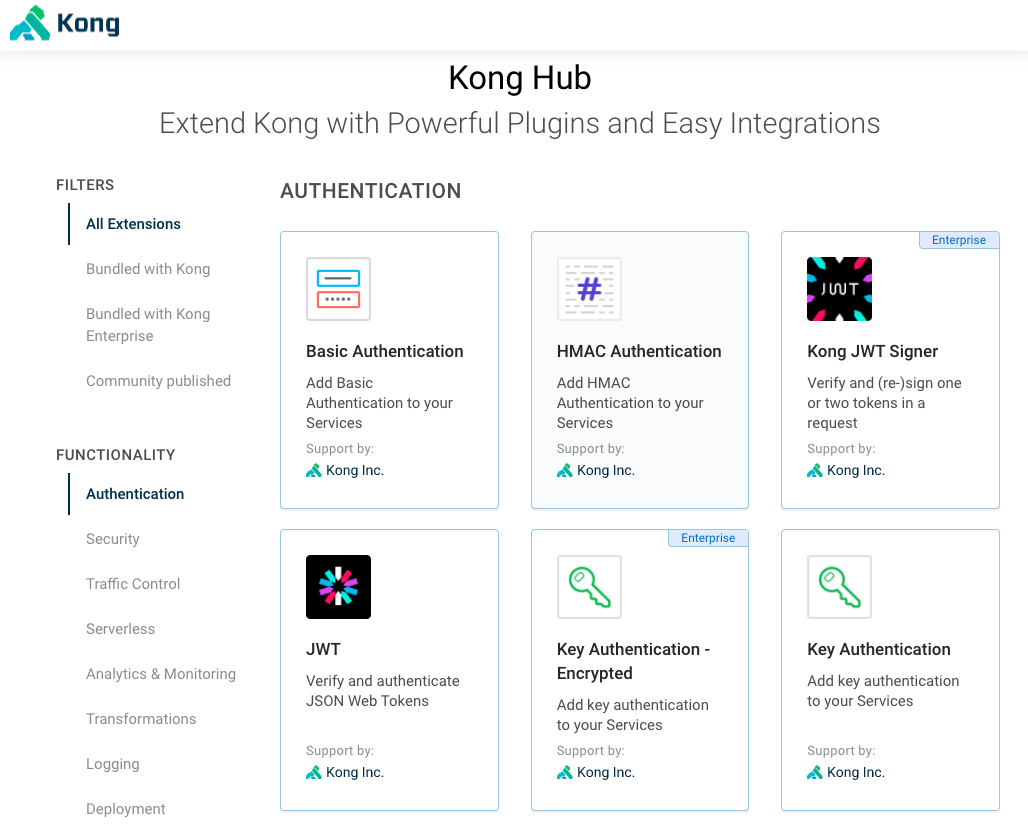 Kong
Kong Hub
Extend Kong with Powerful Plugins and Easy Integrations
FILTERS
All Extensions
Bundled with Kong
Bundled with Kong
Enterprise
Community published
FUNCTIONALITY
Authentication
Security
Traffic Control
Serverless
Analytics & Monitoring
Transformations
Logging
Deployment
AUTHENTICATION
Basic Authentication
Add Basic
Authentication to your
Services
Support by:
Kong Inc.
#
HMAC Authentication
Add HMAC
Authentication to your
Services
Support by:
Kong Inc.
Enterprise
JWT
Kong JWT Signer
Verify and (re-)sign one
or two tokens in a
request
Support by:
Kong Inc.
JWT
Verify and authenticate
JSON Web Tokens
Support by:
Kong Inc.
Enterprise
Key Authentication -
Encrypted
Add key authentication
to your Services
Support by:
Kong Inc.
Key Authentication
Add key authentication
to your Services
Support by:
Kong Inc.